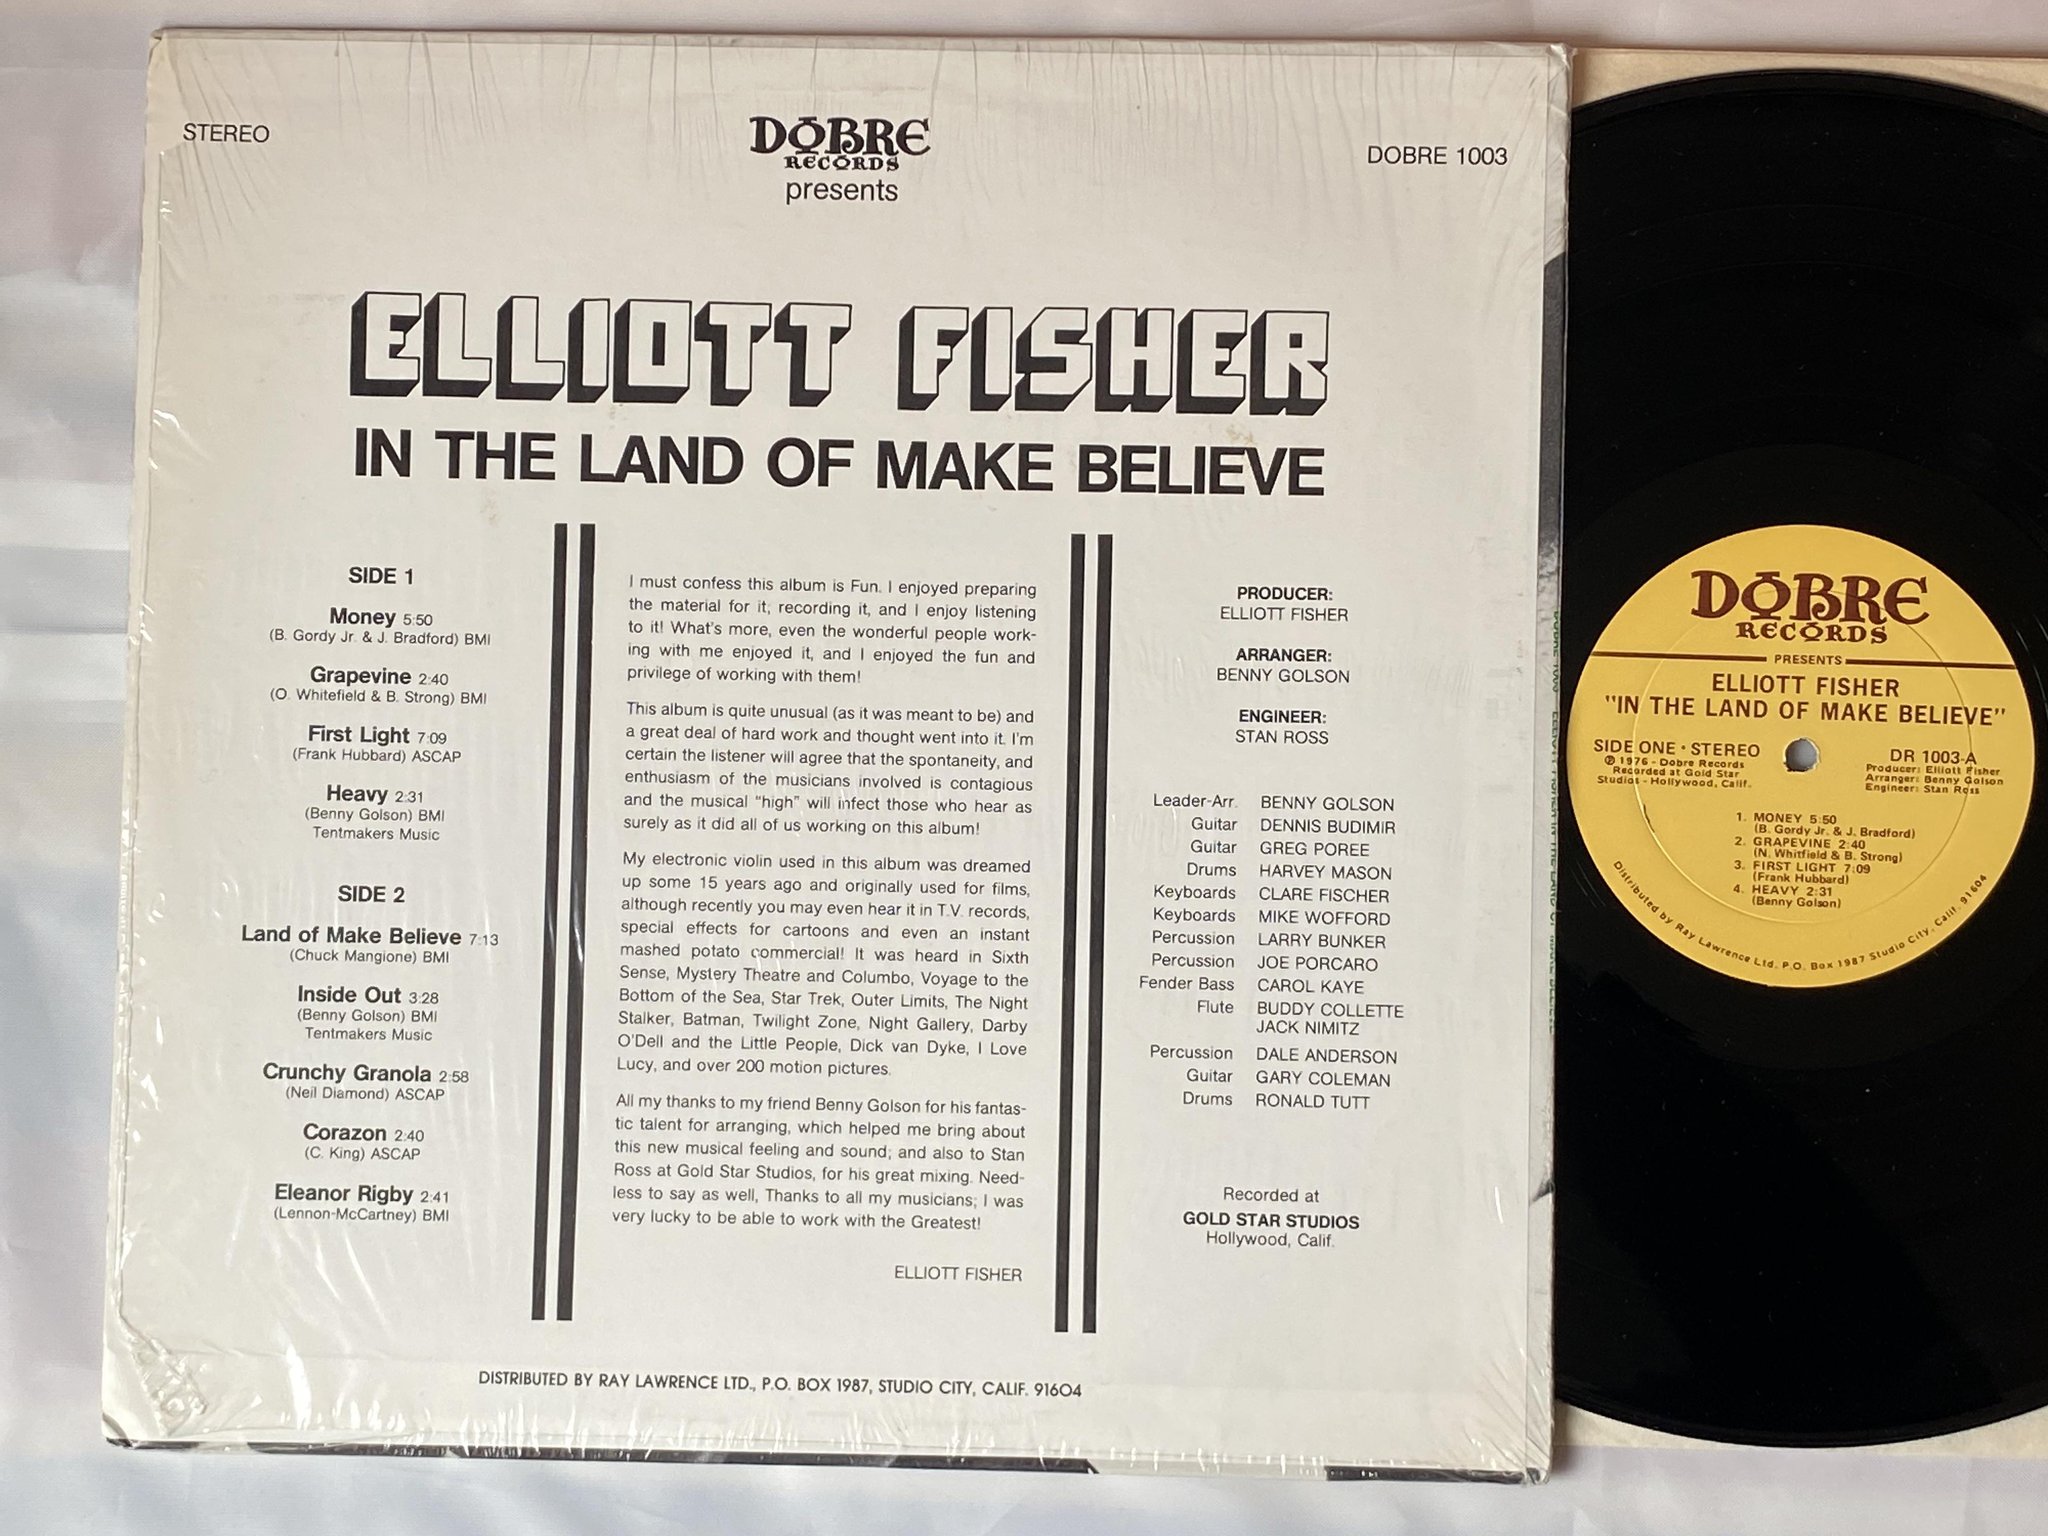 STEREO
DOBRE
RECORDS
presents
DOBRE 1003
ELLIOTT FISHER
IN THE LAND OF MAKE BELIEVE
SIDE 1
Money 5:50
(B. Gordy Jr. & J. Bradford) BMI
Grapevine 2:40
(O. Whitefield & B. Strong) BMI
First Light 7:09
(Frank Hubbard) ASCAP
Heavy 2:31
(Benny Golson) BMI
Tentmakers Music
SIDE 2
Land of Make Believe 7:13
(Chuck Mangione) BMI
Inside Out 3:28
(Benny Golson) BMI
Tentmakers Music
Crunchy Granola 2:58
(Neil Diamond) ASCAP
Corazon 2:40
(C. King) ASCAP
Eleanor Rigby 2:41
(Lennon-McCartney) BMI
I must confess this album is Fun. I enjoyed preparing
the material for it, recording it, and I enjoy listening
to it! What's more, even the wonderful people work-
ing with me enjoyed it, and I enjoyed the fun and
privilege of working with them!
This album is quite unusual (as it was meant to be) and
a great deal of hard work and thought went into it. I'm
certain the listener will agree that the spontaneity, and
enthusiasm of the musicians involved is contagious
and the musical "high" will infect those who hear as
surely as it did all of us working on this album!
My electronic violin used in this album was dreamed
up some 15 years ago and originally used for films,
although recently you may even hear it in T.V. records,
special effects for cartoons and even an instant
mashed potato commercial! It was heard in Sixth
Sense, Mystery Theatre and Columbo, Voyage to the
Bottom of the Sea, Star Trek, Outer Limits, The Night
Stalker, Batman, Twilight Zone, Night Gallery, Darby
O'Dell and the Little People, Dick van Dyke, I Love
Lucy, and over 200 motion pictures.
All my thanks to my friend Benny Golson for his fantas-
tic talent for arranging, which helped me bring about
this new musical feeling and sound; and also to Stan
Ross at Gold Star Studios, for his great mixing. Need-
less to say as well, Thanks to all my musicians; I was
very lucky to be able to work with the Greatest!
ELLIOTT FISHER
PRODUCER:
ELLIOTT FISHER
ARRANGER:
BENNY GOLSON
ENGINEER:
STAN ROSS
Leader-Arr. BENNY GOLSON
Guitar DENNIS BUDIMIR
Guitar GREG POREE
Drums HARVEY MASON
Keyboards CLARE FISCHER
Keyboards MIKE WOFFORD
Percussion LARRY BUNKER
Percussion JOE PORCARO
Fender Bass CAROL KAYE
Flute BUDDY COLLETTE
JACK NIMITZ
Percussion DALE ANDERSON
Guitar GARY COLEMAN
Drums RONALD TUTT
Recorded at
GOLD STAR STUDIOS
Hollywood, Calif.
DISTRIBUTED BY RAY LAWRENCE LTD., P.O. BOX 1987, STUDIO CITY, CALIF. 91604
DOBRE
RECORDS
PRESENTS
ELLIOTT FISHER
"IN THE LAND OF MAKE BELIEVE"
SIDE ONE • STEREO
℗ 1976 - Dobre Records
Recorded at Gold Star
Studios - Hollywood, Calif.
DR 1003-A
Producer: Elliott Fisher
Arranger: Benny Golson
Engineer: Stan Ross
1. MONEY 5:50
(B. Gordy Jr. & J. Bradford)
2. GRAPEVINE 2:40
(N. Whitfield & B. Strong)
3. FIRST LIGHT 7:09
(Frank Hubbard)
4. HEAVY 2:31
(Benny Golson)
Distributed by Ray Lawrence Ltd. P.O. Box 1987 Studio City, Calif. 91604